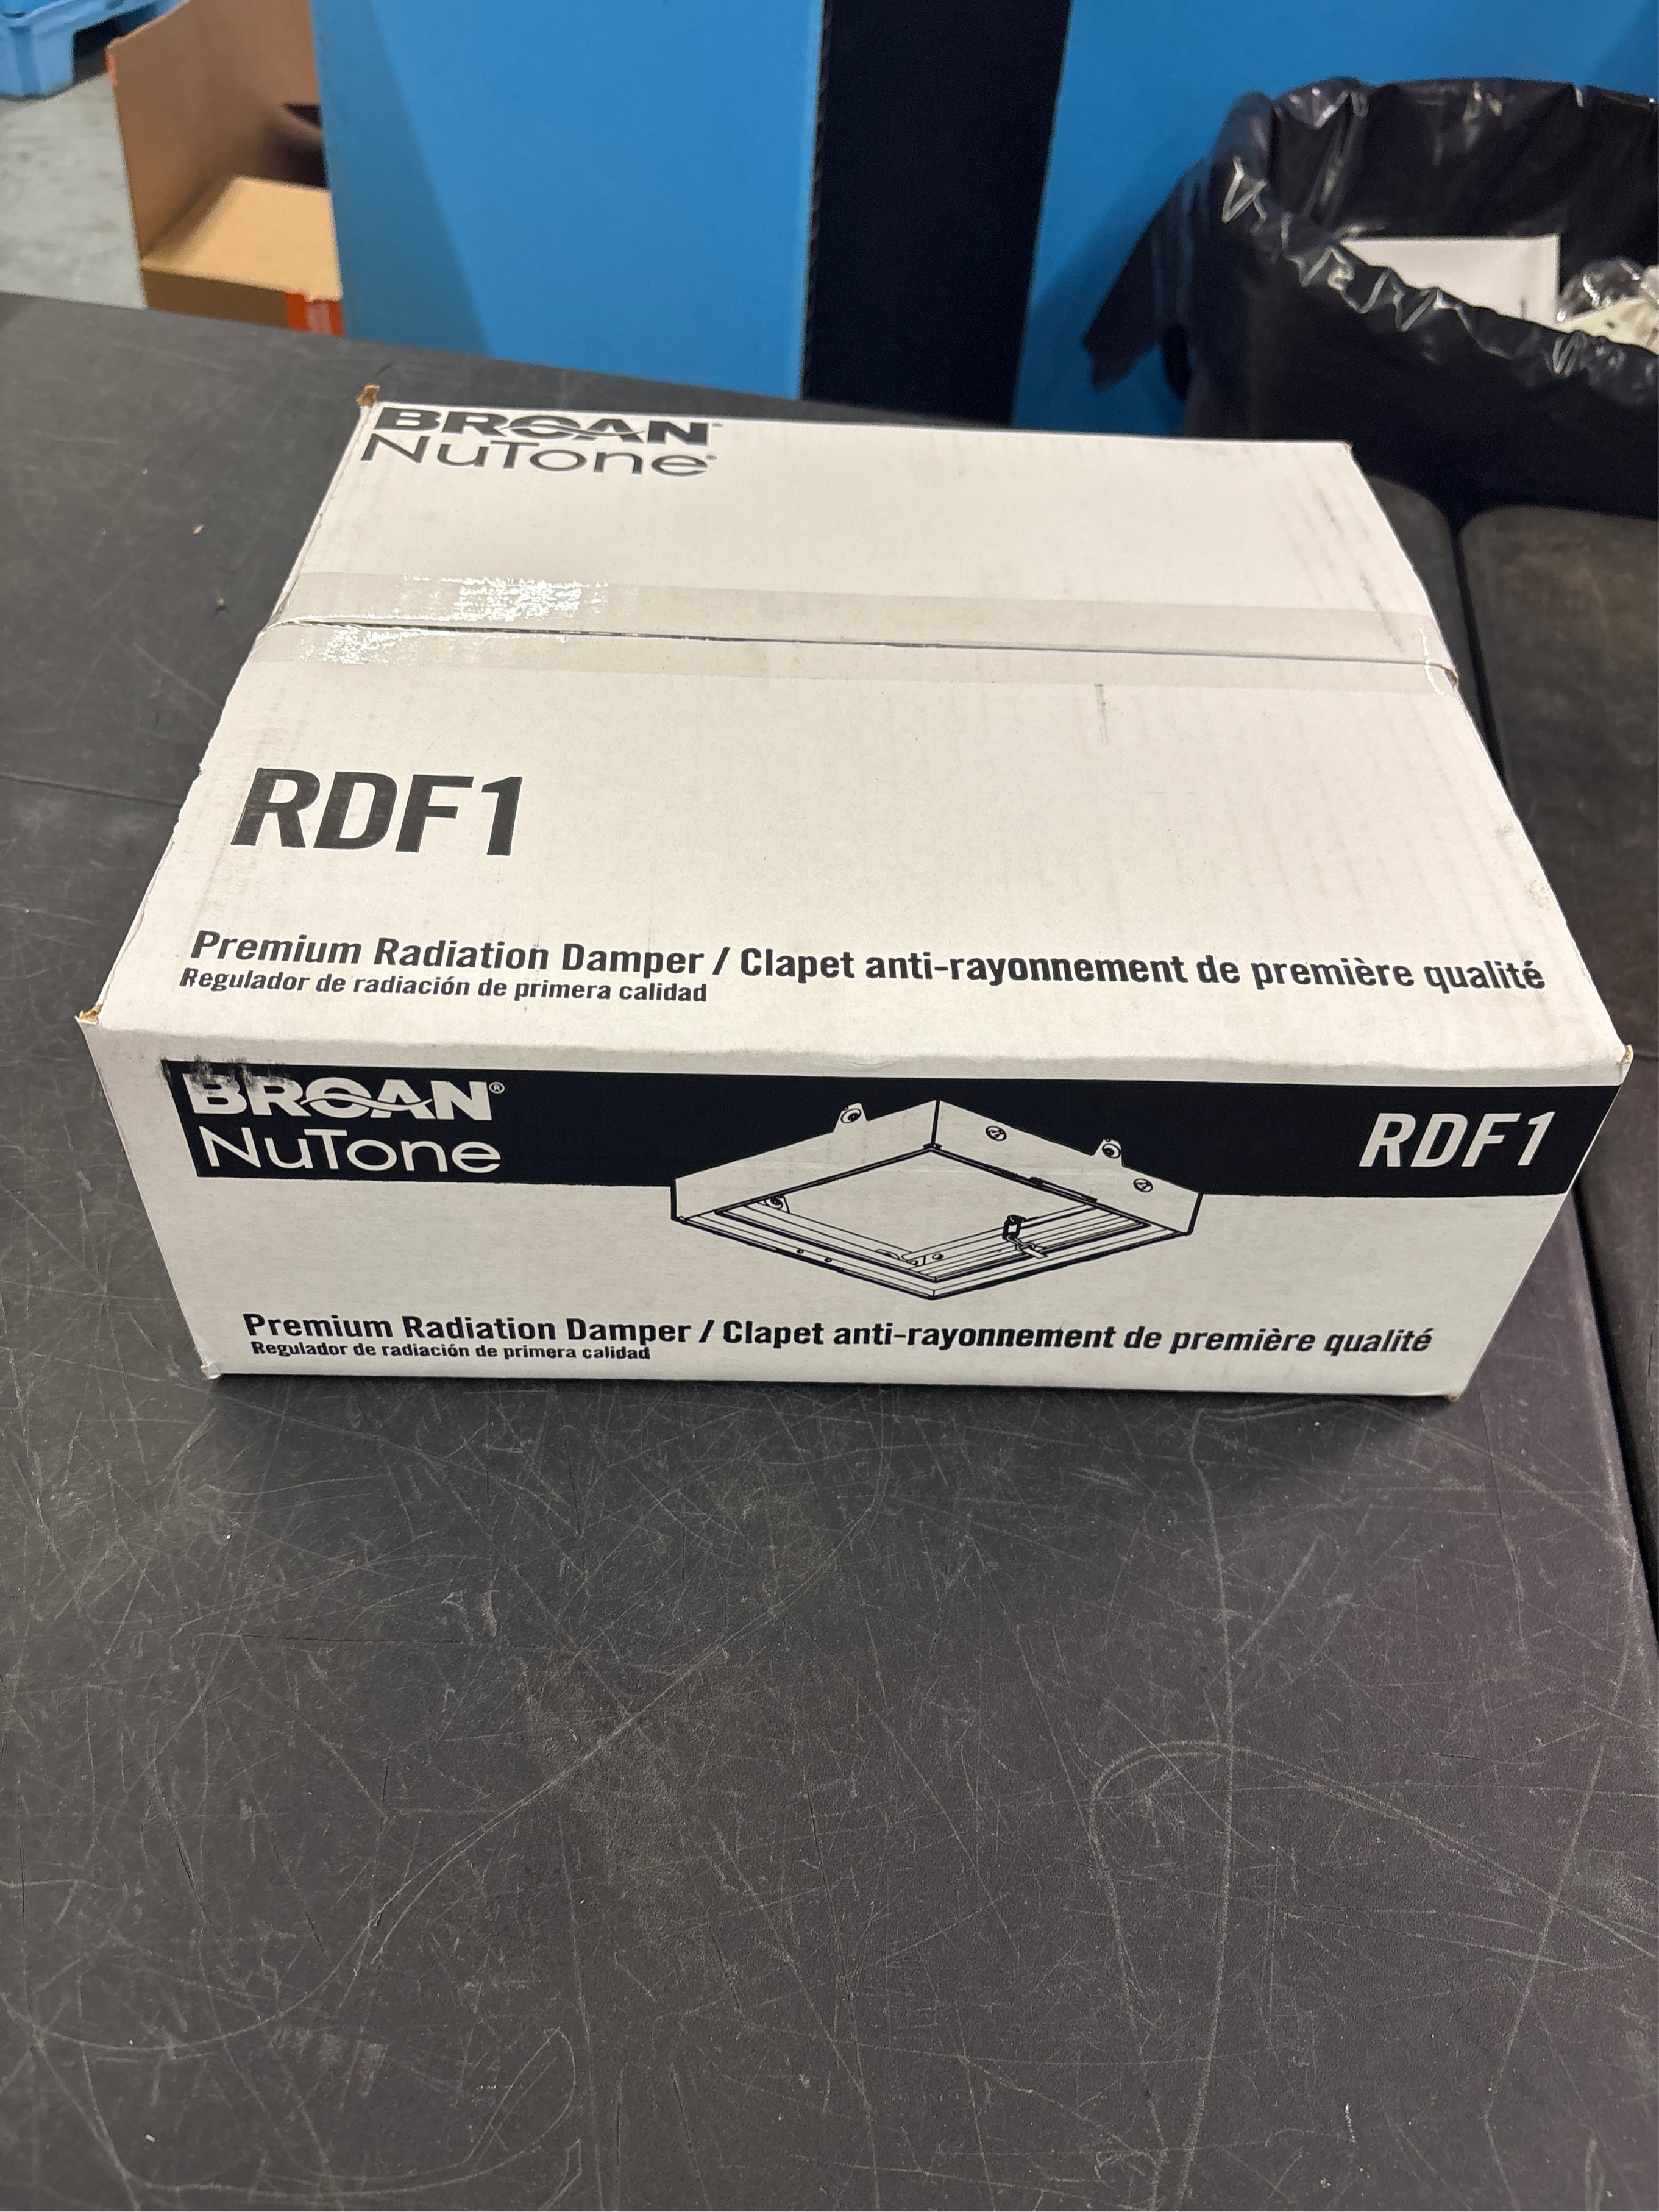 BROAN®
NuTone®
RDF1
Premium Radiation Damper / Clapet anti-rayonnement de première qualité
Regulador de radiación de primera calidad
BROAN®
NuTone
RDF1
Premium Radiation Damper / Clapet anti-rayonnement de première qualité
Regulador de radiación de primera calidad